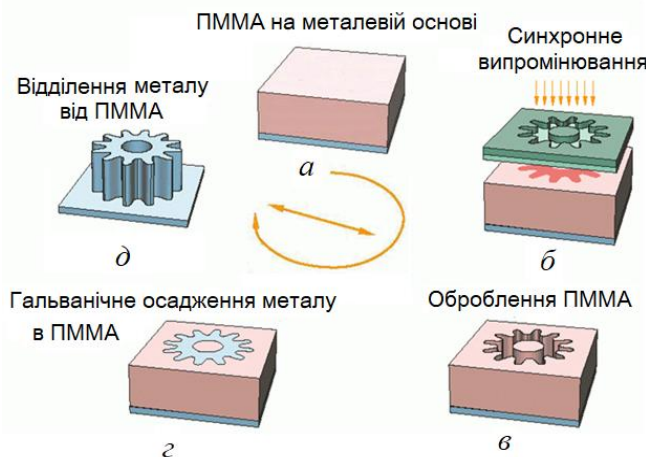 ПММА на металевій основі
а
Синхронне
випромінювання
б
Оброблення ПММА
в
Гальванічне осадження металу
в ПММА
г
Відділення металу
від ПММА
д